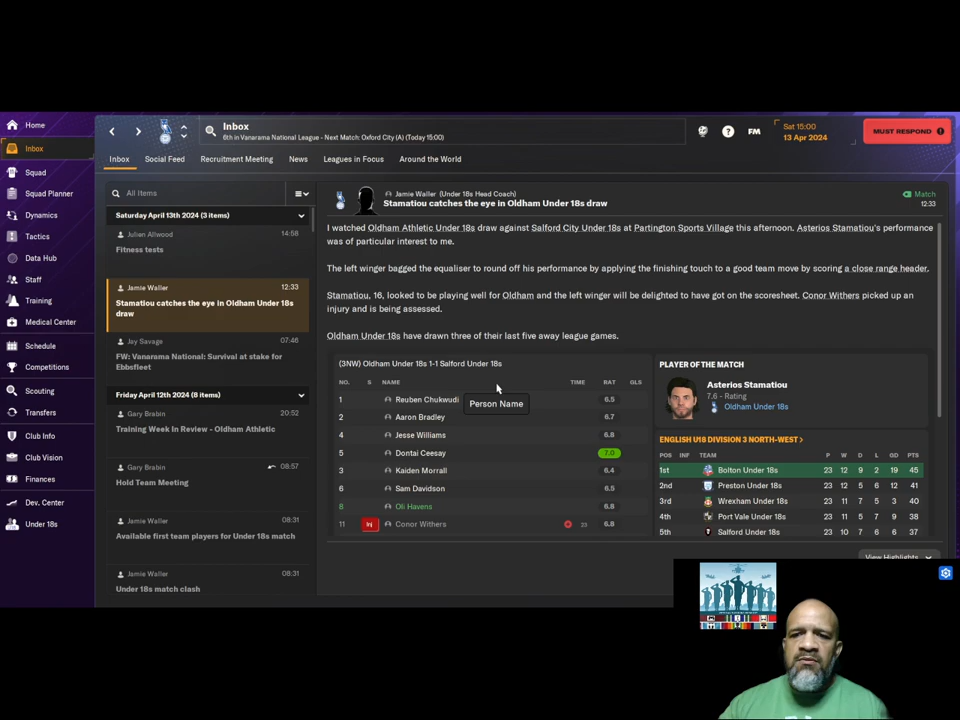 Home
Inbox
Squad
Squad Planner
Dynamics
Tactics
Data Hub
Staff
Training
Medical Center
Schedule
Competitions
Scouting
Transfers
Club Info
Club Vision
Finances
Dev. Center
Under 18s
Inbox
6th in Vanarama National League - Next Match: Oxford City (A) (Today 15:00)
?
FM
Sat 15:00
13 Apr 2024
MUST RESPOND
Inbox Social Feed Recruitment Meeting News Leagues in Focus Around the World
All Items
Saturday April 13th 2024 (3 items)
Julien Allwood 14:58
Fitness tests
Jamie Waller 12:33
Stamatiou catches the eye in Oldham Under 18s
draw
Jay Savage 07:46
FW: Vanarama National: Survival at stake for
Ebbsfleet
Friday April 12th 2024 (8 items)
Gary Brabin 20:52
Training Week In Review - Oldham Athletic
Gary Brabin 08:57
Hold Team Meeting
Jamie Waller 08:31
Available first team players for Under 18s match
Jamie Waller 08:31
Under 18s match clash
Jamie Waller (Under 18s Head Coach)
Stamatiou catches the eye in Oldham Under 18s draw
Match
12:33
I watched Oldham Athletic Under 18s draw against Salford City Under 18s at Partington Sports Village this afternoon. Asterios Stamatiou's performance
was of particular interest to me.
The left winger bagged the equaliser to round off his performance by applying the finishing touch to a good team move by scoring a close range header.
Stamatiou, 16, looked to be playing well for Oldham and the left winger will be delighted to have got on the scoresheet. Conor Withers picked up an
injury and is being assessed.
Oldham Under 18s have drawn three of their last five away league games.
(3NW) Oldham Under 18s 1-1 Salford Under 18s
NO. S NAME TIME RAT GLS
1 Reuben Chukwudi 6.5
Person Name
2 Aaron Bradley 6.7
4 Jesse Williams 6.8
5 Dontai Ceesay 7.0
3 Kaiden Morrall 6.4
6 Sam Davidson 6.5
8 Oli Havens 6.8
11 Inj Conor Withers 23 6.8
PLAYER OF THE MATCH
Asterios Stamatiou
7.6 - Rating
Oldham Under 18s
ENGLISH U18 DIVISION 3 NORTH-WEST >
POS INF TEAM P W D L GD PTS
1st Bolton Under 18s 23 12 9 2 19 45
2nd Preston Under 18s 23 12 5 6 12 41
3rd Wrexham Under 18s 23 11 7 5 3 40
4th Port Vale Under 18s 23 11 5 7 9 38
5th Salford Under 18s 23 10 7 6 6 37
View Highlights